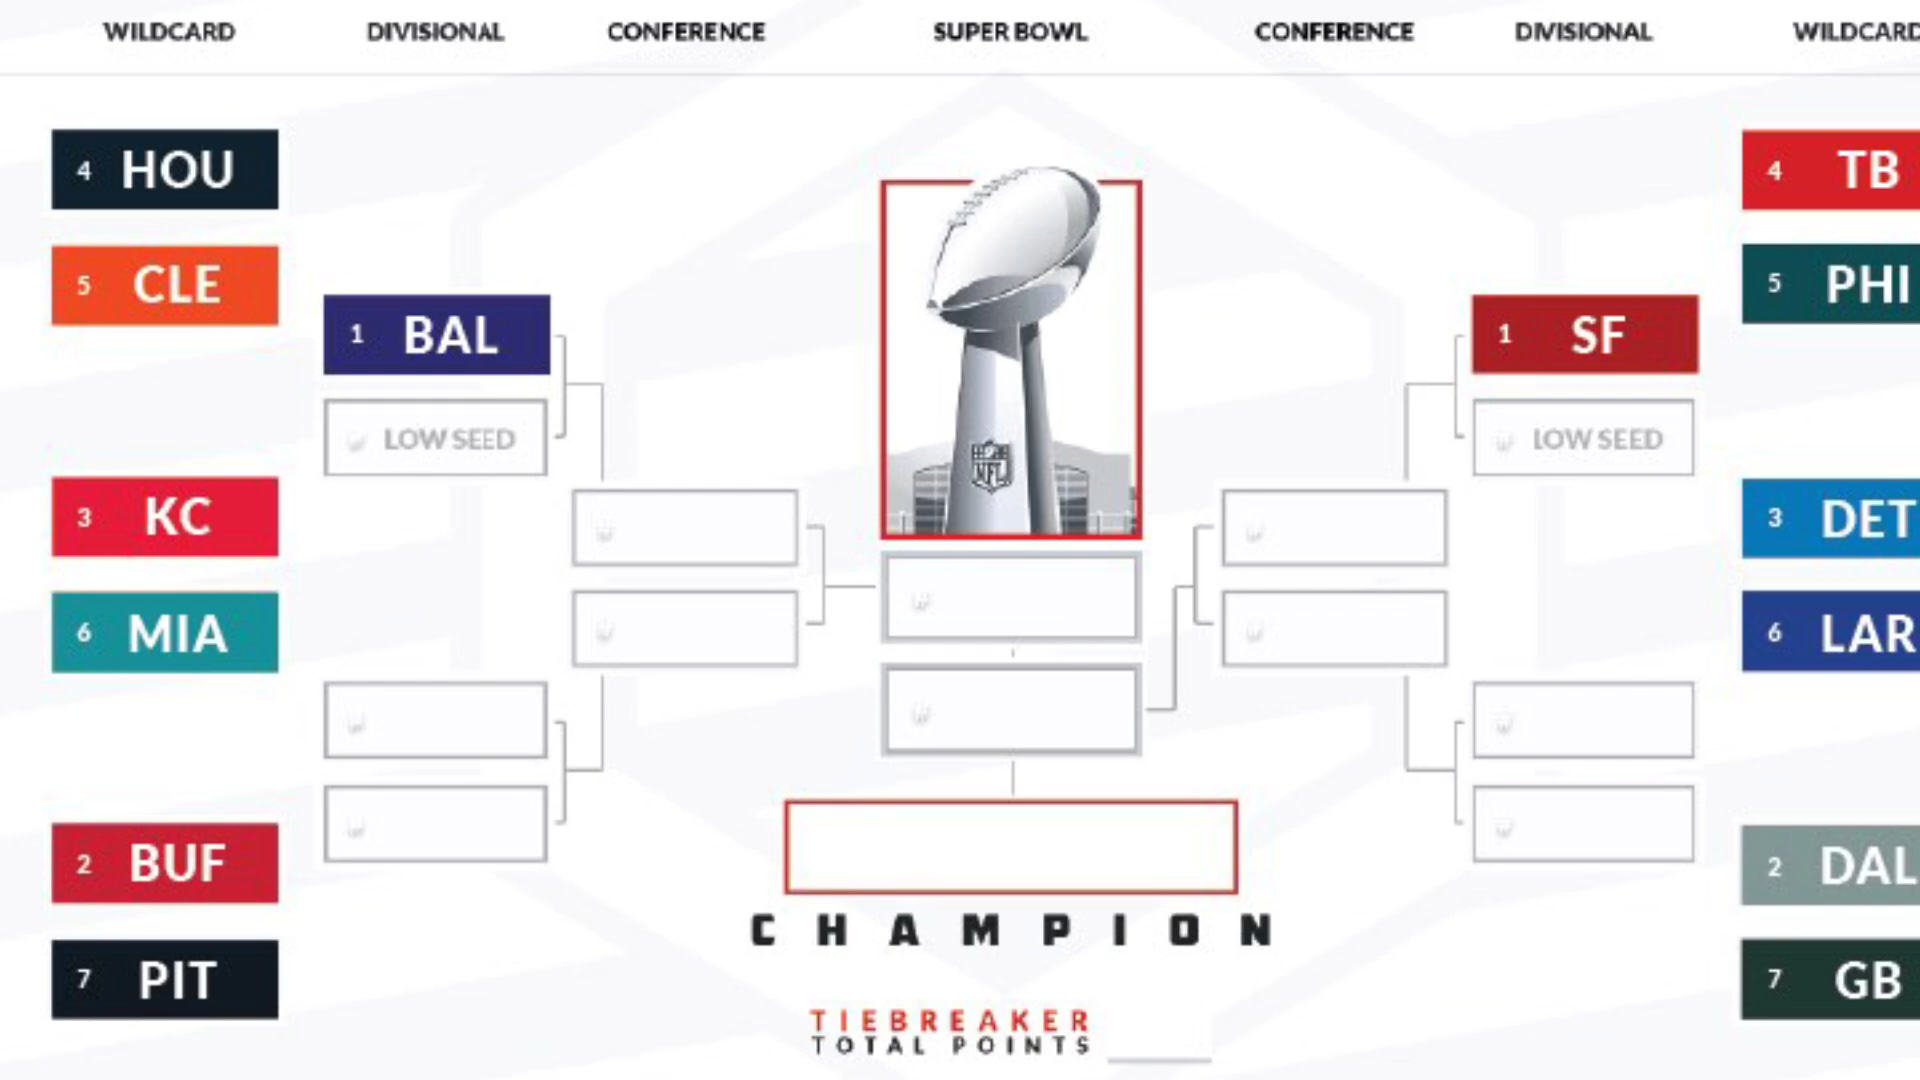 WILDCARD DIVISIONAL CONFERENCE SUPER BOWL CONFERENCE DIVISIONAL WILDCARD
4 HOU
5 CLE
1 BAL
LOW SEED
3 KC
6 MIA
2 BUF
7 PIT
NFL
CHAMPION
TIEBREAKER
TOTAL POINTS
4 TB
5 PHI
1 SF
LOW SEED
3 DET
6 LAR
2 DAL
7 GB